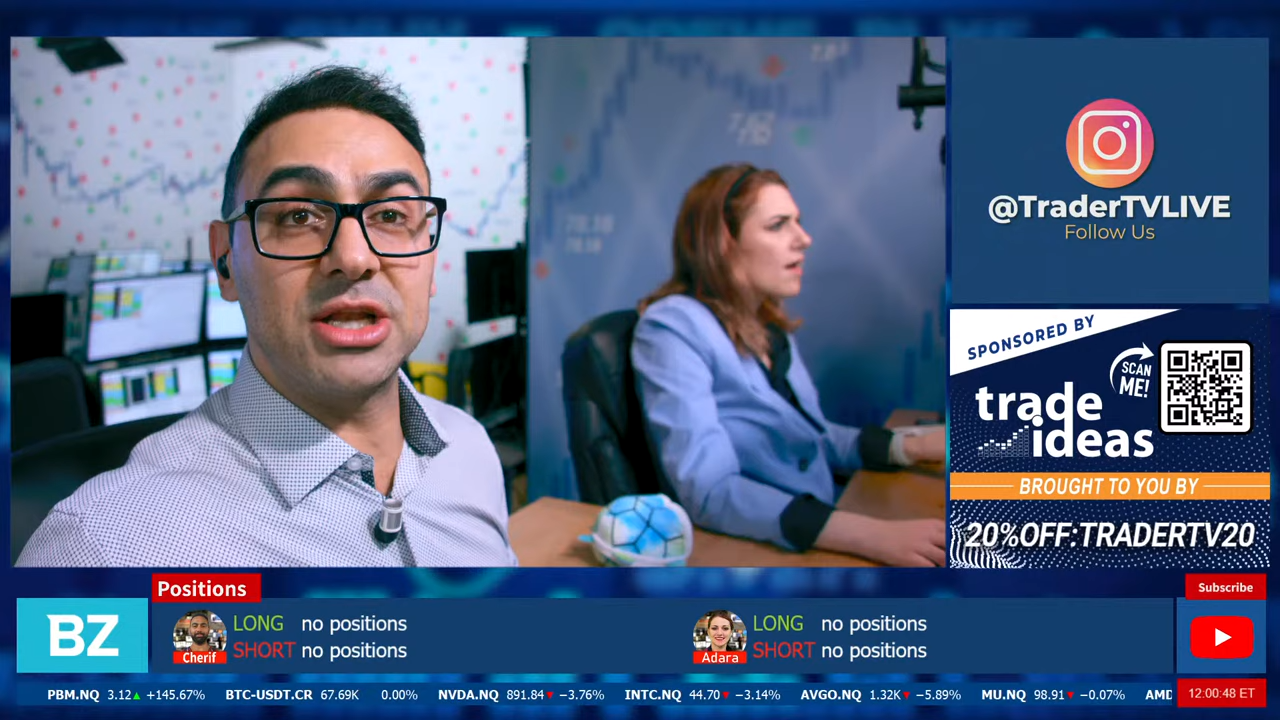 @TraderTVLIVE
Follow Us
SPONSORED BY
SCAN
ME!
trade
ideas
BROUGHT TO YOU BY
20%OFF:TRADERTV20
Positions
Subscribe
BZ
Cherif
LONG no positions
SHORT no positions
Adara
LONG no positions
SHORT no positions
PBM.NQ 3.12▲ +145.67% BTC-USDT.CR 67.69K 0.00% NVDA.NQ 891.84▼ −3.76% INTC.NQ 44.70▼ −3.14% AVGO.NQ 1.32K▼ −5.89% MU.NQ 98.91▼ −0.07% AMD
12:00:48 ET